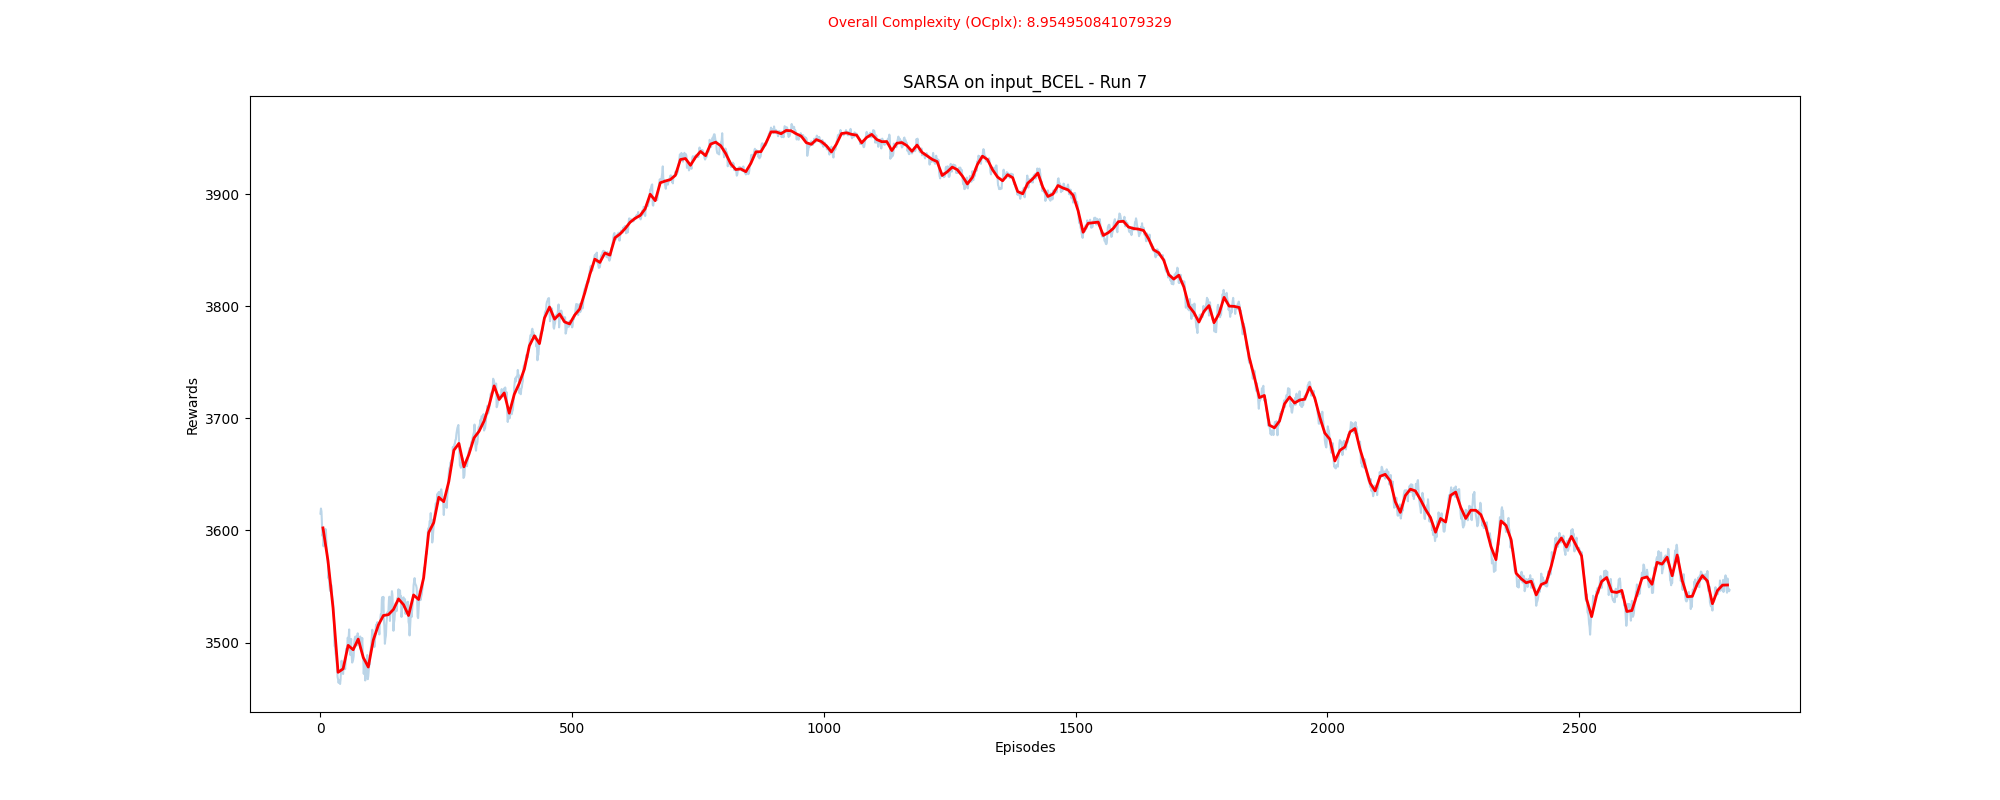 Overall Complexity (OCplx): 8.954950841079329
SARSA on input_BCEL - Run 7
Rewards
3900
3800
3700
3600
3500
0 500 1000 1500 2000 2500
Episodes